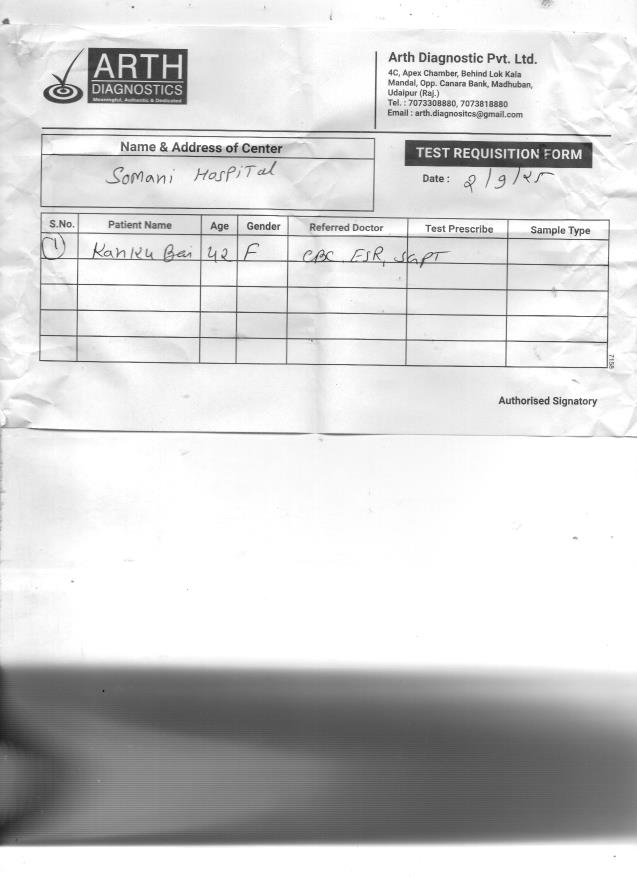 ARTH
DIAGNOSTICS
Meaningful, Authentic & Dedicated
Arth Diagnostic Pvt. Ltd.
4C, Apex Chamber, Behind Lok Kala
Mandal, Opp. Canara Bank, Madhuban,
Udaipur (Raj.)
Tel. : 7073308880, 7073818880
Email : arth.diagnositcs@gmail.com
Name & Address of Center
Somani Hospital
TEST REQUISITION FORM
Date : 2/9/25
S.No. Patient Name Age Gender Referred Doctor Test Prescribe Sample Type
1 Kanku Bai 42 F CBC, ESR, SGPT
7156
Authorised Signatory